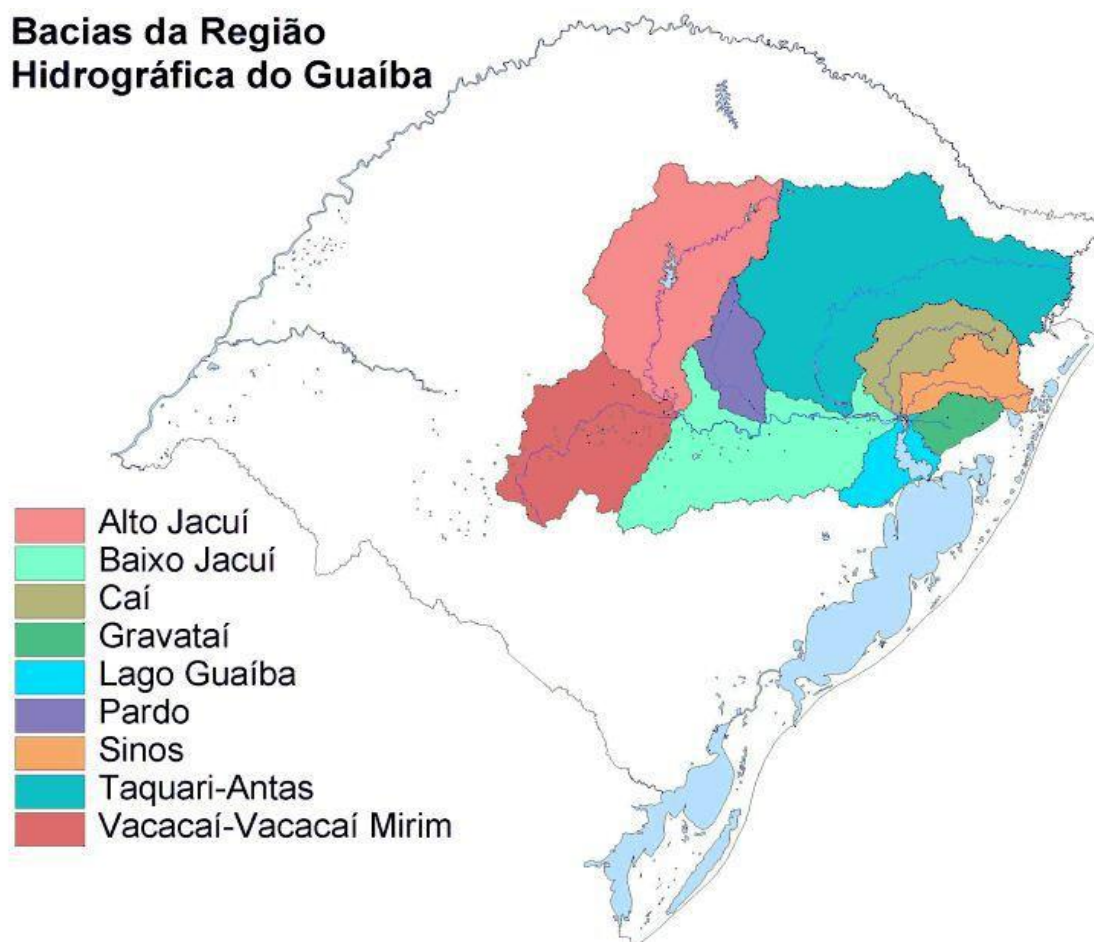 Bacias da Região
Hidrográfica do Guaíba
Alto Jacuí
Baixo Jacuí
Caí
Gravataí
Lago Guaíba
Pardo
Sinos
Taquari-Antas
Vacacaí-Vacacaí Mirim